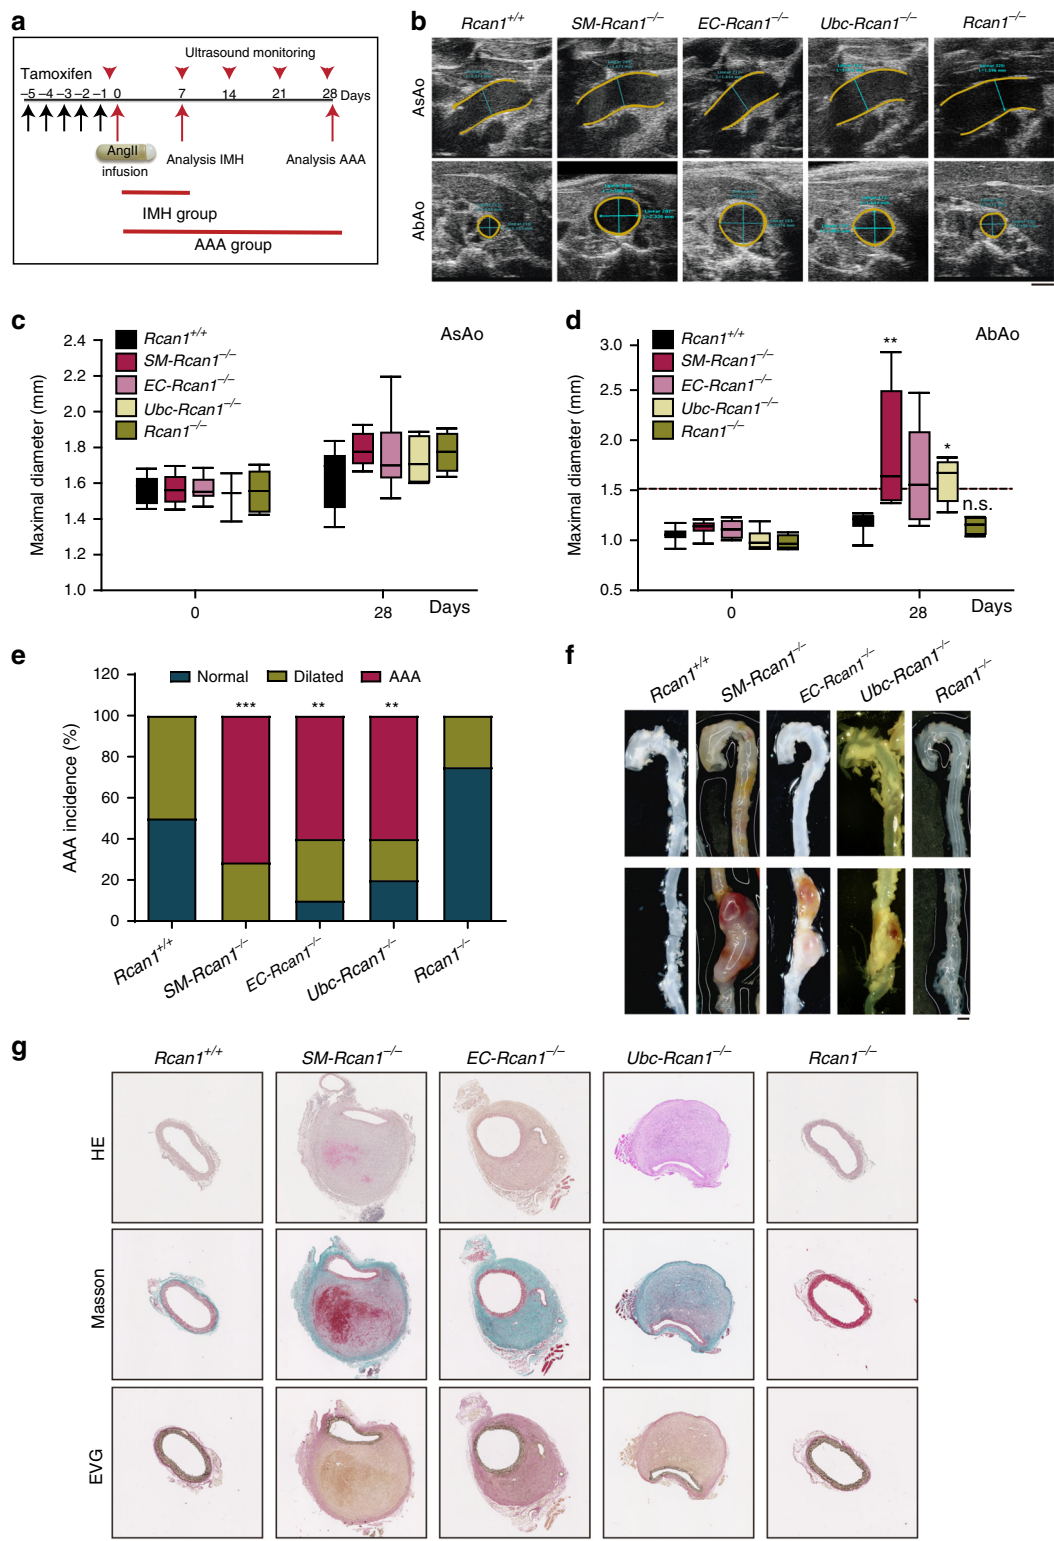 a
Ultrasound monitoring
Tamoxifen
–5 –4 –3 –2 –1 0 7 14 21 28 Days
AngII
infusion
Analysis IMH
Analysis AAA
IMH group
AAA group
b
Rcan1+/+ SM-Rcan1–/– EC-Rcan1–/– Ubc-Rcan1–/– Rcan1–/–
AsAo
AbAo
c
AsAo
Rcan1+/+
SM-Rcan1–/–
EC-Rcan1–/–
Ubc-Rcan1–/–
Rcan1–/–
Maximal diameter (mm)
2.4
2.2
2.0
1.8
1.6
1.4
1.2
1.0
0 28 Days
d
AbAo
Rcan1+/+
SM-Rcan1–/–
EC-Rcan1–/–
Ubc-Rcan1–/–
Rcan1–/–
Maximal diameter (mm)
3.0
2.5
2.0
1.5
1.0
0.5
**
*
n.s.
0 28 Days
e
Normal Dilated AAA
AAA incidence (%)
120
100
80
60
40
20
0
*** ** **
Rcan1+/+ SM-Rcan1–/– EC-Rcan1–/– Ubc-Rcan1–/– Rcan1–/–
f
Rcan1+/+ SM-Rcan1–/– EC-Rcan1–/– Ubc-Rcan1–/– Rcan1–/–
g
Rcan1+/+ SM-Rcan1–/– EC-Rcan1–/– Ubc-Rcan1–/– Rcan1–/–
HE
Masson
EVG